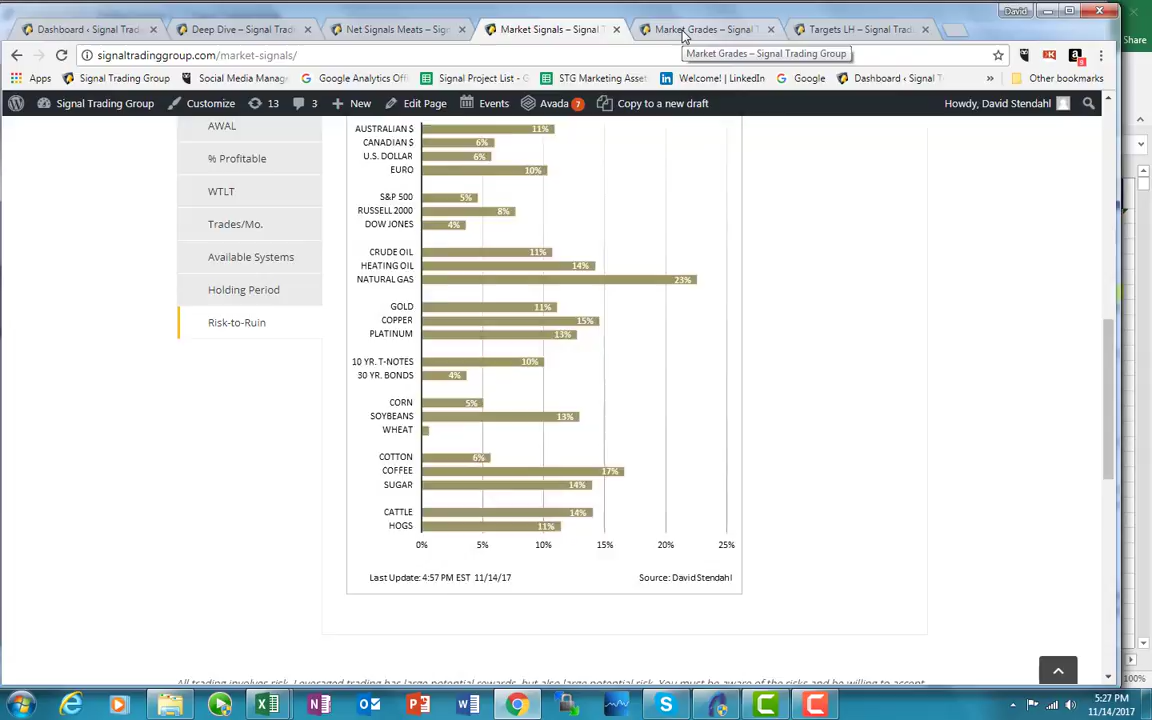 David
Dashboard ‹ Signal Trad
Deep Dive – Signal Tradi
Net Signals Meats – Sign
Market Signals – Signal T
Market Grades – Signal T
Targets LH – Signal Trad
Share
signaltradinggroup.com/market-signals/
Market Grades – Signal Trading Group
Apps
Signal Trading Group
Social Media Manage
Google Analytics Offi
Signal Project List - G
STG Marketing Asset
Welcome! | LinkedIn
Google
Dashboard ‹ Signal T
»
Other bookmarks
Signal Trading Group
Customize
13
3
New
Edit Page
Events
Avada 7
Copy to a new draft
Howdy, David Stendahl
AWAL
% Profitable
WTLT
Trades/Mo.
Available Systems
Holding Period
Risk-to-Ruin
AUSTRALIAN $ 11%
CANADIAN $ 6%
U.S. DOLLAR 6%
EURO 10%
S&P 500 5%
RUSSELL 2000 8%
DOW JONES 4%
CRUDE OIL 11%
HEATING OIL 14%
NATURAL GAS 23%
GOLD 11%
COPPER 15%
PLATINUM 13%
10 YR. T-NOTES 10%
30 YR. BONDS 4%
CORN 5%
SOYBEANS 13%
WHEAT
COTTON 6%
COFFEE 17%
SUGAR 14%
CATTLE 14%
HOGS 11%
0% 5% 10% 15% 20% 25%
Last Update: 4:57 PM EST 11/14/17
Source: David Stendahl
100%
5:27 PM
11/14/2017